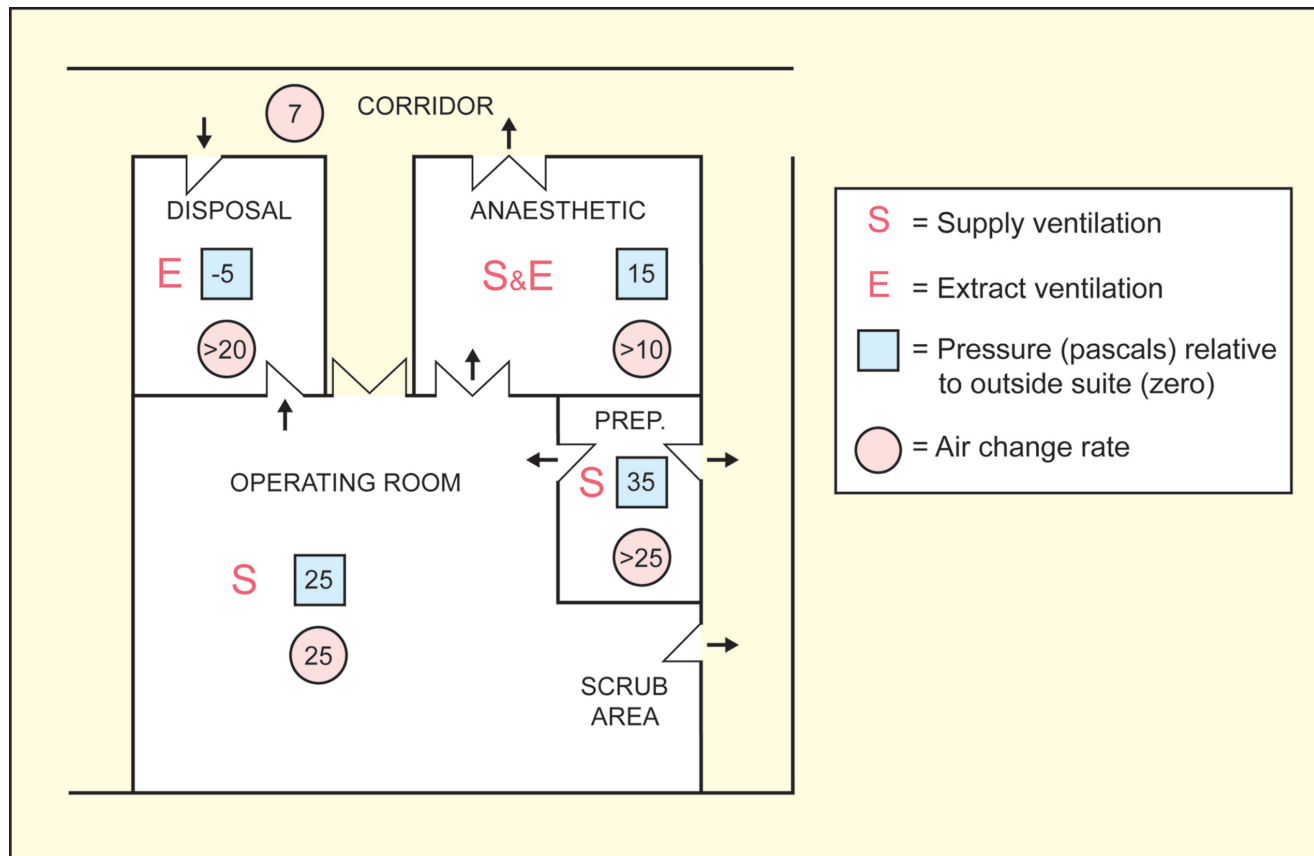 7
CORRIDOR
DISPOSAL
E -5
>20
ANAESTHETIC
S&E 15
>10
PREP.
S 35
>25
OPERATING ROOM
S 25
25
SCRUB
AREA
S = Supply ventilation
E = Extract ventilation
= Pressure (pascals) relative
to outside suite (zero)
= Air change rate